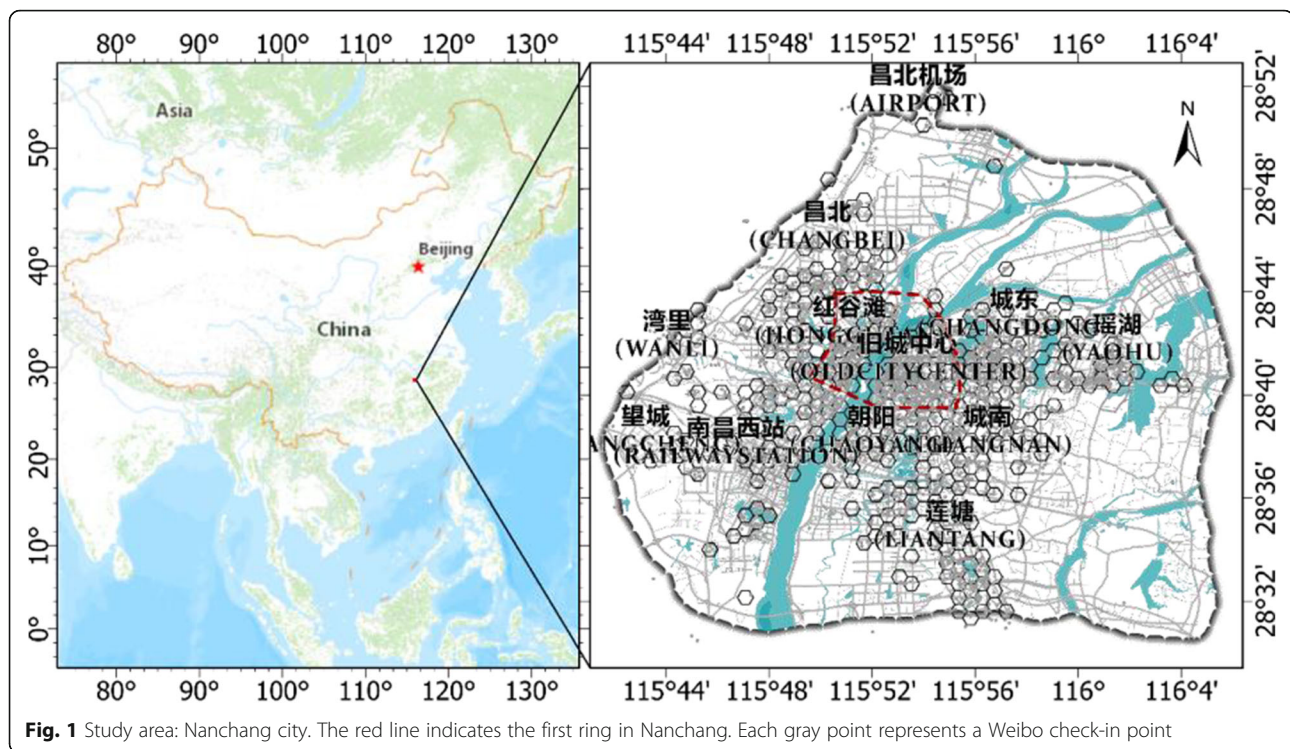 80° 90° 100° 110° 120° 130°
115°44' 115°48' 115°52' 115°56' 116° 116°4'
50°
40°
30°
20°
10°
0°
Asia
Beijing
China
昌北机场
(AIRPORT)
N
昌北
(CHANGBEI)
红谷滩
城东
瑶湖
(YAOHU)
湾里
(WANLI)
旧城中心
(OLDCITYCENTER)
望城
南昌西站
(RAILWAYSTATION)
朝阳
城南
莲塘
(LIANTANG)
28°52'
28°48'
28°44'
28°40'
28°36'
28°32'
80° 90° 100° 110° 120° 130°
115°44' 115°48' 115°52' 115°56' 116° 116°4'
Fig. 1 Study area: Nanchang city. The red line indicates the first ring in Nanchang. Each gray point represents a Weibo check-in point